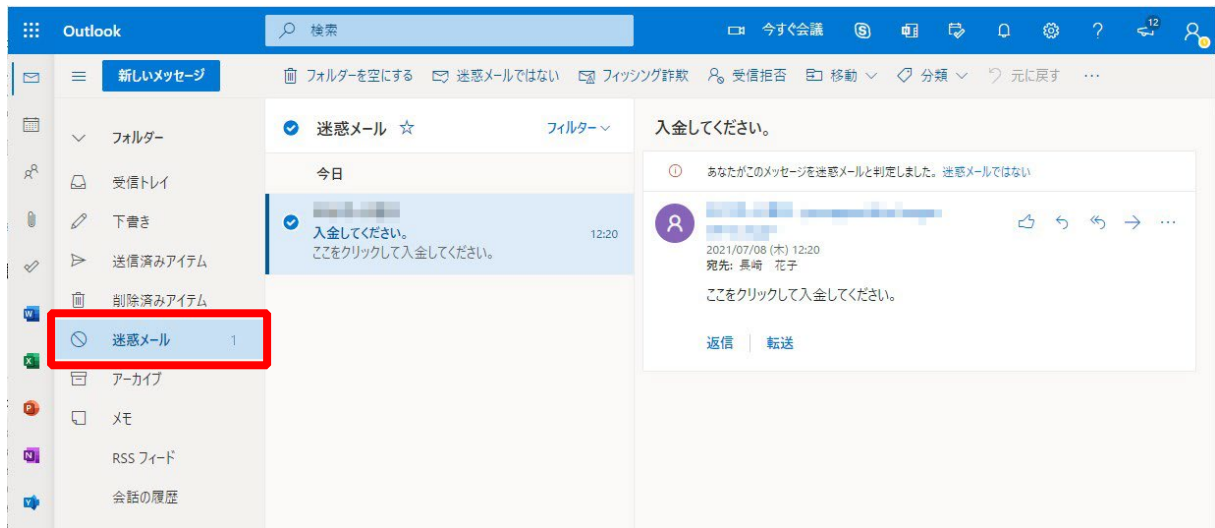 Outlook
検索
今すぐ会議
12
新しいメッセージ
フォルダーを空にする 迷惑メールではない フィッシング詐欺 受信拒否 移動 分類 元に戻す ...
フォルダー
受信トレイ
下書き
送信済みアイテム
削除済みアイテム
迷惑メール 1
アーカイブ
メモ
RSS フィード
会話の履歴
迷惑メール フィルター
今日
入金してください。 12:20
ここをクリックして入金してください。
入金してください。
あなたがこのメッセージを迷惑メールと判定しました。迷惑メールではない
2021/07/08 (木) 12:20
宛先: 長崎 花子
ここをクリックして入金してください。
返信 転送